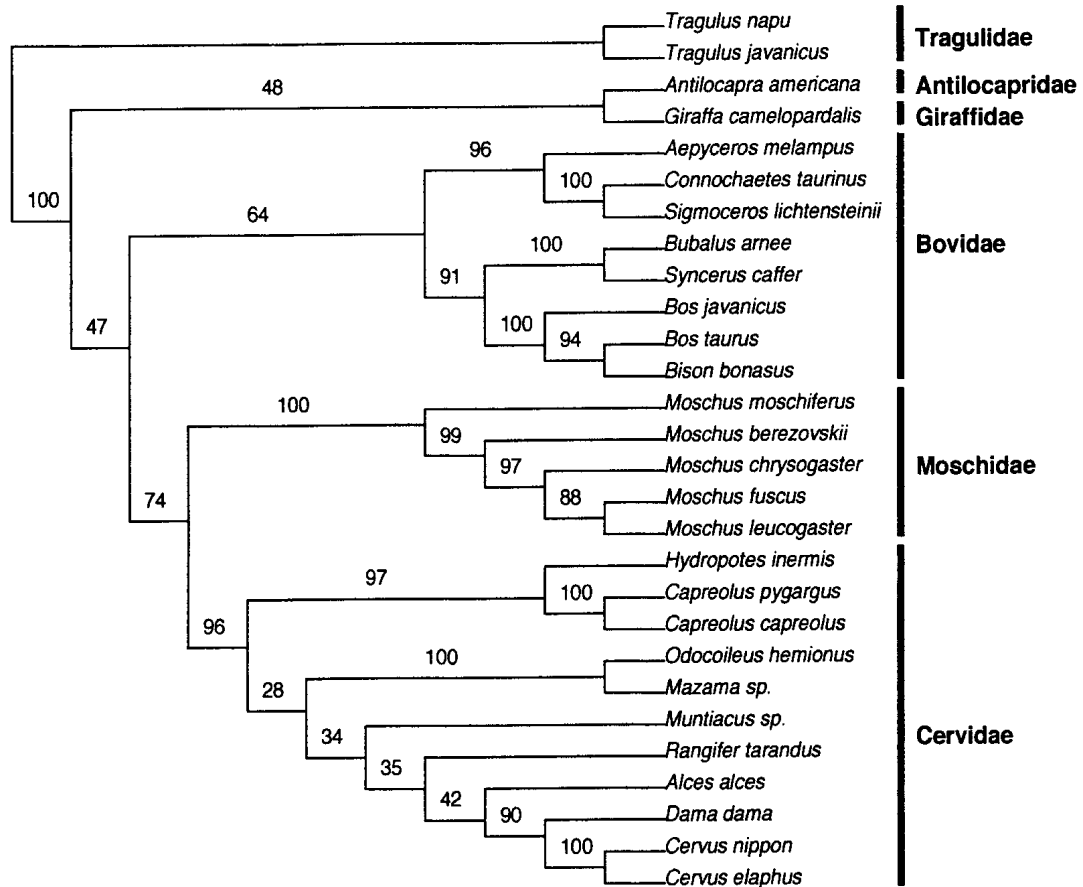 Tragulus napu
Tragulidae
Tragulus javanicus
48
Antilocapra americana
Antilocapridae
Giraffa camelopardalis
Giraffidae
96
Aepyceros melampus
100
Connochaetes taurinus
100
64
Sigmoceros lichtensteinii
100
Bubalus arnee
Bovidae
91
Syncerus caffer
47
100
Bos javanicus
94
Bos taurus
Bison bonasus
100
Moschus moschiferus
99
Moschus berezovskii
97
Moschus chrysogaster
Moschidae
74
88
Moschus fuscus
Moschus leucogaster
97
Hydropotes inermis
100
Capreolus pygargus
96
Capreolus capreolus
100
Odocoileus hemionus
28
Mazama sp.
34
Muntiacus sp.
Cervidae
35
Rangifer tarandus
42
Alces alces
90
Dama dama
100
Cervus nippon
Cervus elaphus